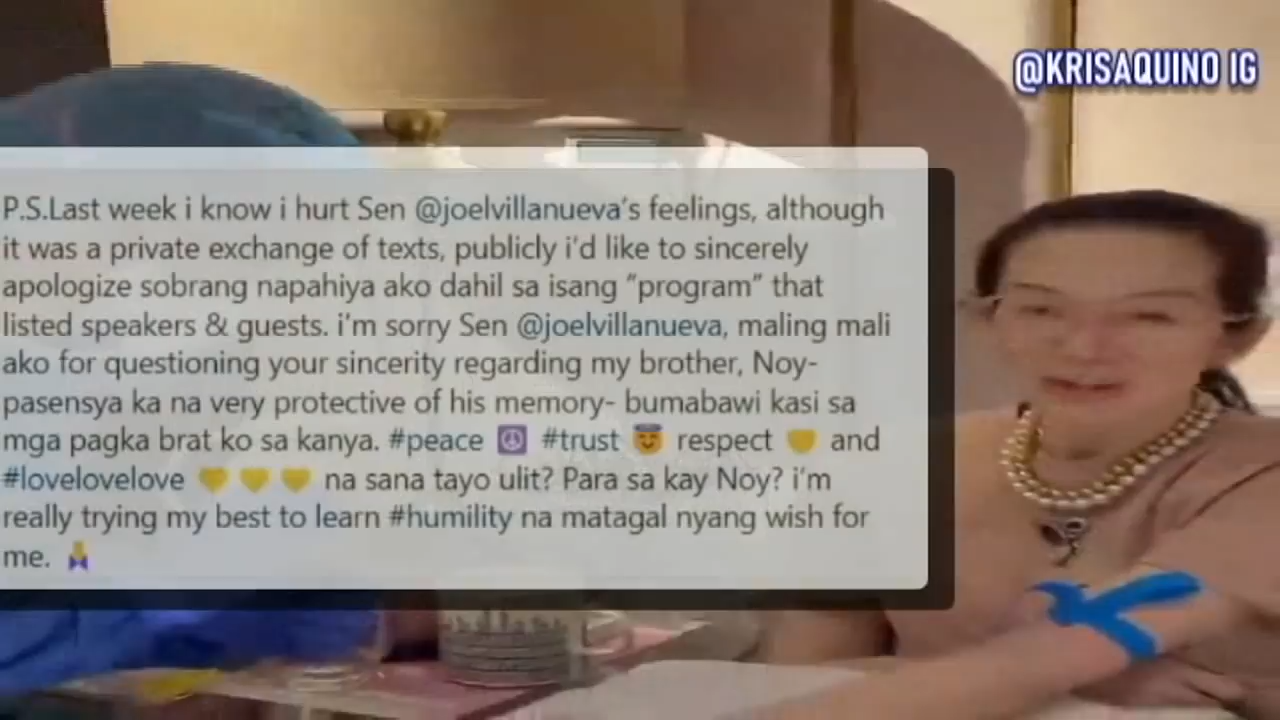 @KRISAQUINO IG
P.S.Last week i know i hurt Sen @joelvillanueva's feelings, although
it was a private exchange of texts, publicly i'd like to sincerely
apologize sobrang napahiya ako dahil sa isang "program" that
listed speakers & guests. i'm sorry Sen @joelvillanueva, maling mali
ako for questioning your sincerity regarding my brother, Noy-
pasensya ka na very protective of his memory- bumabawi kasi sa
mga pagka brat ko sa kanya. #peace ☮️ #trust 😇 respect 💛 and
#lovelovelove 💛 💛 💛 na sana tayo ulit? Para sa kay Noy? i'm
really trying my best to learn #humility na matagal nyang wish for
me. 🙏